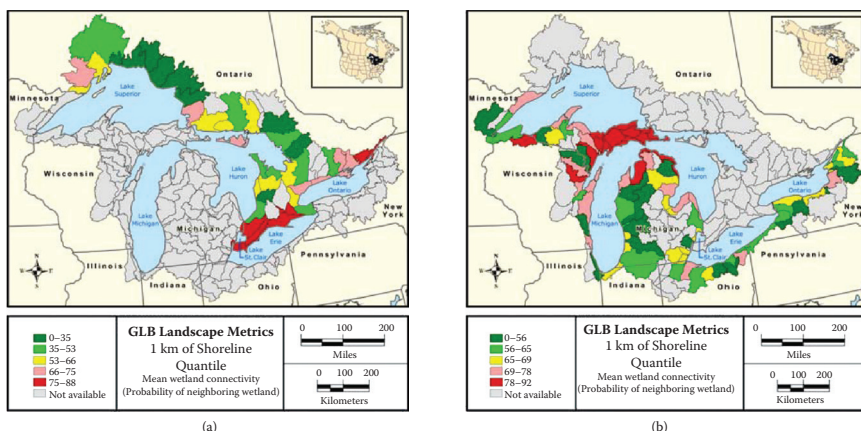 (a)
Ontario
Lake
Superior
Minnesota
Wisconsin
Lake
Huron
Lake
Ontario
New
York
Lake
Michigan
Michigan
Lake
Erie
Lake
St. Clair
Pennsylvania
Illinois
Indiana
Ohio
N
W
E
S
0–35
35–53
53–66
66–75
75–88
Not available
GLB Landscape Metrics
1 km of Shoreline
Quantile
Mean wetland connectivity
(Probability of neighboring wetland)
0 100 200
Miles
0 100 200
Kilometers
(a)
(b)
Ontario
Lake
Superior
Minnesota
Wisconsin
Lake
Huron
Lake
Ontario
New
York
Lake
Michigan
Michigan
Lake
Erie
Lake
St. Clair
Pennsylvania
Illinois
Indiana
Ohio
N
W
E
S
0–56
56–65
65–69
69–78
78–92
Not available
GLB Landscape Metrics
1 km of Shoreline
Quantile
Mean wetland connectivity
(Probability of neighboring wetland)
0 100 200
Miles
0 100 200
Kilometers
(b)